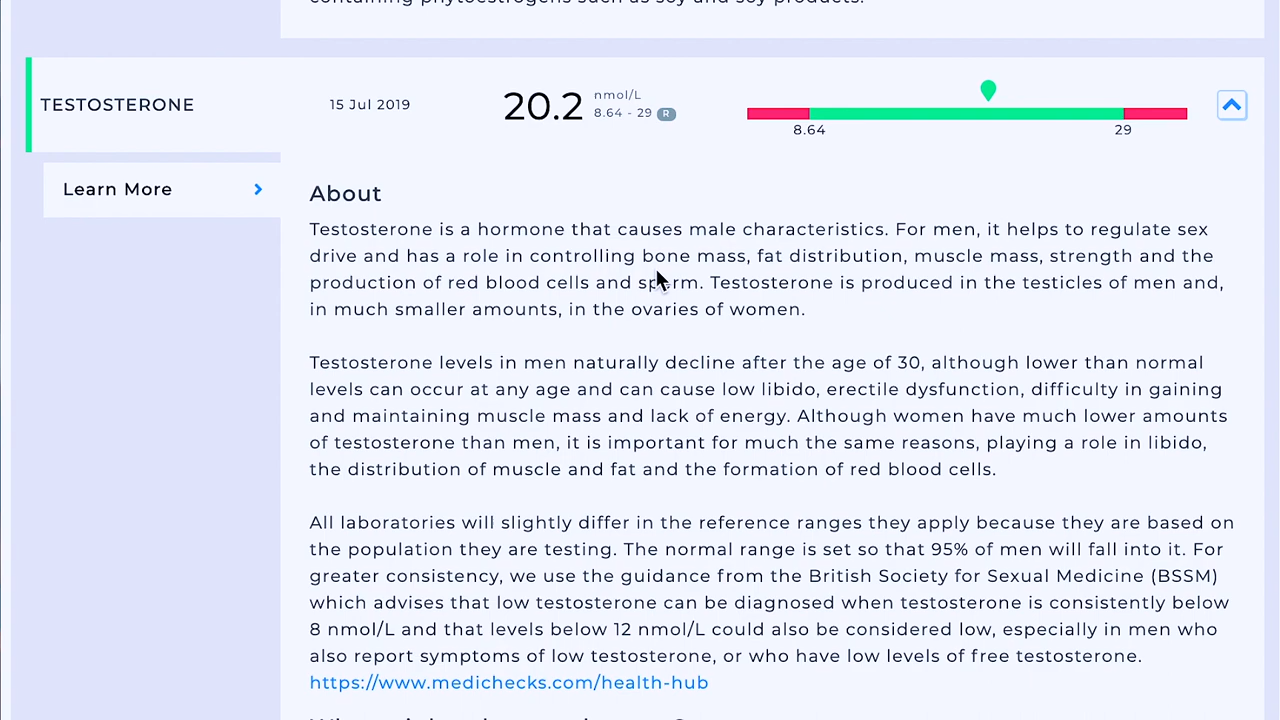 containing phytoestrogens such as soy and soy products.
TESTOSTERONE
15 Jul 2019
20.2
nmol/L
8.64 - 29 R
8.64
29
Learn More
About
Testosterone is a hormone that causes male characteristics. For men, it helps to regulate sex
drive and has a role in controlling bone mass, fat distribution, muscle mass, strength and the
production of red blood cells and sperm. Testosterone is produced in the testicles of men and,
in much smaller amounts, in the ovaries of women.
Testosterone levels in men naturally decline after the age of 30, although lower than normal
levels can occur at any age and can cause low libido, erectile dysfunction, difficulty in gaining
and maintaining muscle mass and lack of energy. Although women have much lower amounts
of testosterone than men, it is important for much the same reasons, playing a role in libido,
the distribution of muscle and fat and the formation of red blood cells.
All laboratories will slightly differ in the reference ranges they apply because they are based on
the population they are testing. The normal range is set so that 95% of men will fall into it. For
greater consistency, we use the guidance from the British Society for Sexual Medicine (BSSM)
which advises that low testosterone can be diagnosed when testosterone is consistently below
8 nmol/L and that levels below 12 nmol/L could also be considered low, especially in men who
also report symptoms of low testosterone, or who have low levels of free testosterone.
https://www.medichecks.com/health-hub